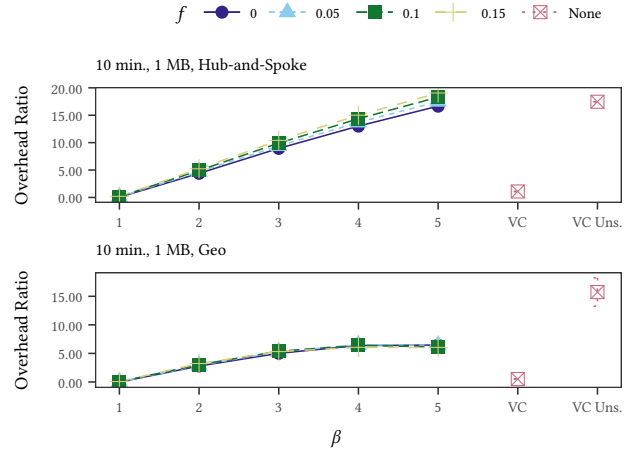 f 0 0.05 0.1 0.15 None
10 min., 1 MB, Hub-and-Spoke
Overhead Ratio
20.00
15.00
10.00
5.00
0.00
1 2 3 4 5 VC VC Uns.
10 min., 1 MB, Geo
Overhead Ratio
15.00
10.00
5.00
0.00
1 2 3 4 5 VC VC Uns.
β